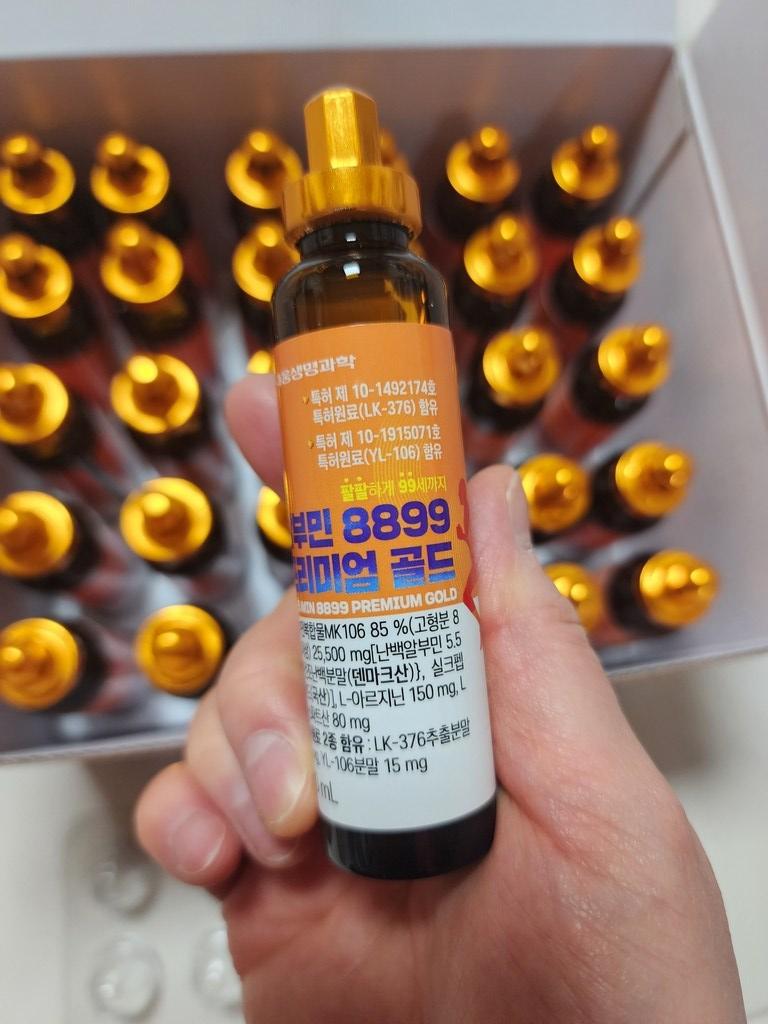 웅생명과학
특허 제 10-1492174호
특허원료(LK-376) 함유
특허 제 10-1915071호
특허원료(YL-106) 함유
팔팔하게 99세까지
부민 8899
리미엄 골드
MIN 8899 PREMIUM GOLD
복합물MK106 85 %(고형분 8
25,500 mg[난백알부민 5.5
난백분말(덴마크산)}, 실크펩
산)], L-아르지닌 150 mg, L
트산 80 mg
2종 함유 : LK-376추출분말
YL-106분말 15 mg
mL